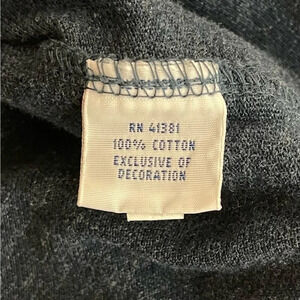 RN 41381
100% COTTON
EXCLUSIVE OF
DECORATION